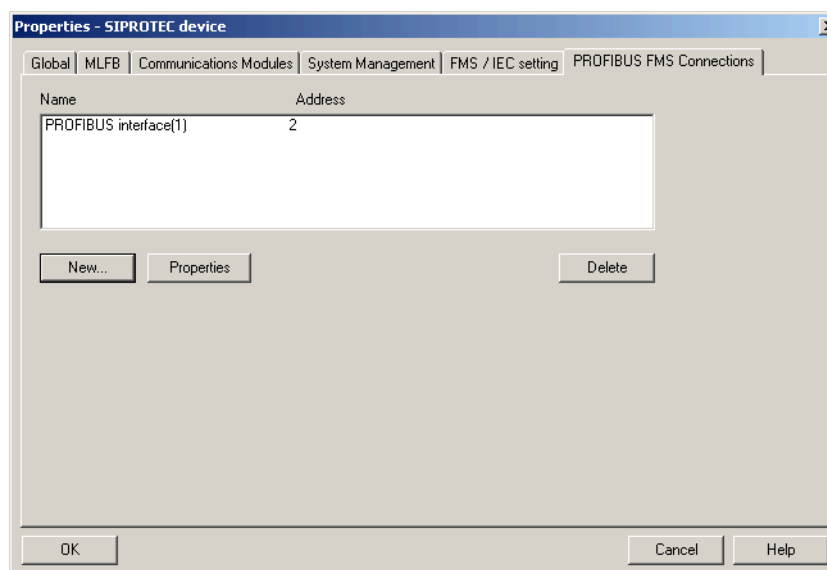 Properties - SIPROTEC device
Global MLFB Communications Modules System Management FMS / IEC setting PROFIBUS FMS Connections
Name Address
PROFIBUS interface(1) 2
New... Properties Delete
OK Cancel Help